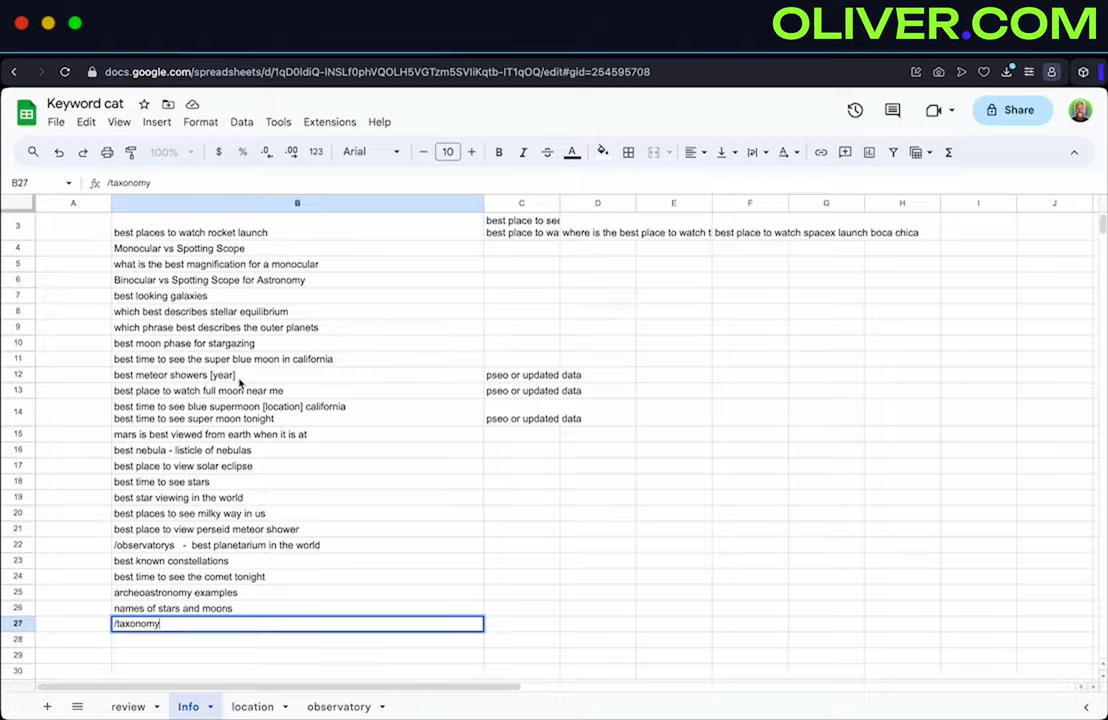 OLIVER.COM
docs.google.com/spreadsheets/d/1qD0ldiQ-INSLf0phVQOLH5VGTzm5SVIiKqtb-IT1qOQ/edit#gid=254595708
Keyword cat
File Edit View Insert Format Data Tools Extensions Help
Share
100% $ % .0 .00 123 Arial 10 B I A
B27 fx /taxonomy
A B C D E F G H I J
3 best places to watch rocket launch best place to see
best place to wa where is the best place to watch t best place to watch spacex launch boca chica
4 Monocular vs Spotting Scope
5 what is the best magnification for a monocular
6 Binocular vs Spotting Scope for Astronomy
7 best looking galaxies
8 which best describes stellar equilibrium
9 which phrase best describes the outer planets
10 best moon phase for stargazing
11 best time to see the super blue moon in california
12 best meteor showers [year] pseo or updated data
13 best place to watch full moon near me pseo or updated data
14 best time to see blue supermoon [location] california
best time to see super moon tonight pseo or updated data
15 mars is best viewed from earth when it is at
16 best nebula - listicle of nebulas
17 best place to view solar eclipse
18 best time to see stars
19 best star viewing in the world
20 best places to see milky way in us
21 best place to view perseid meteor shower
22 /observatorys - best planetarium in the world
23 best known constellations
24 best time to see the comet tonight
25 archeoastronomy examples
26 names of stars and moons
27 /taxonomy
28
29
30
review Info location observatory